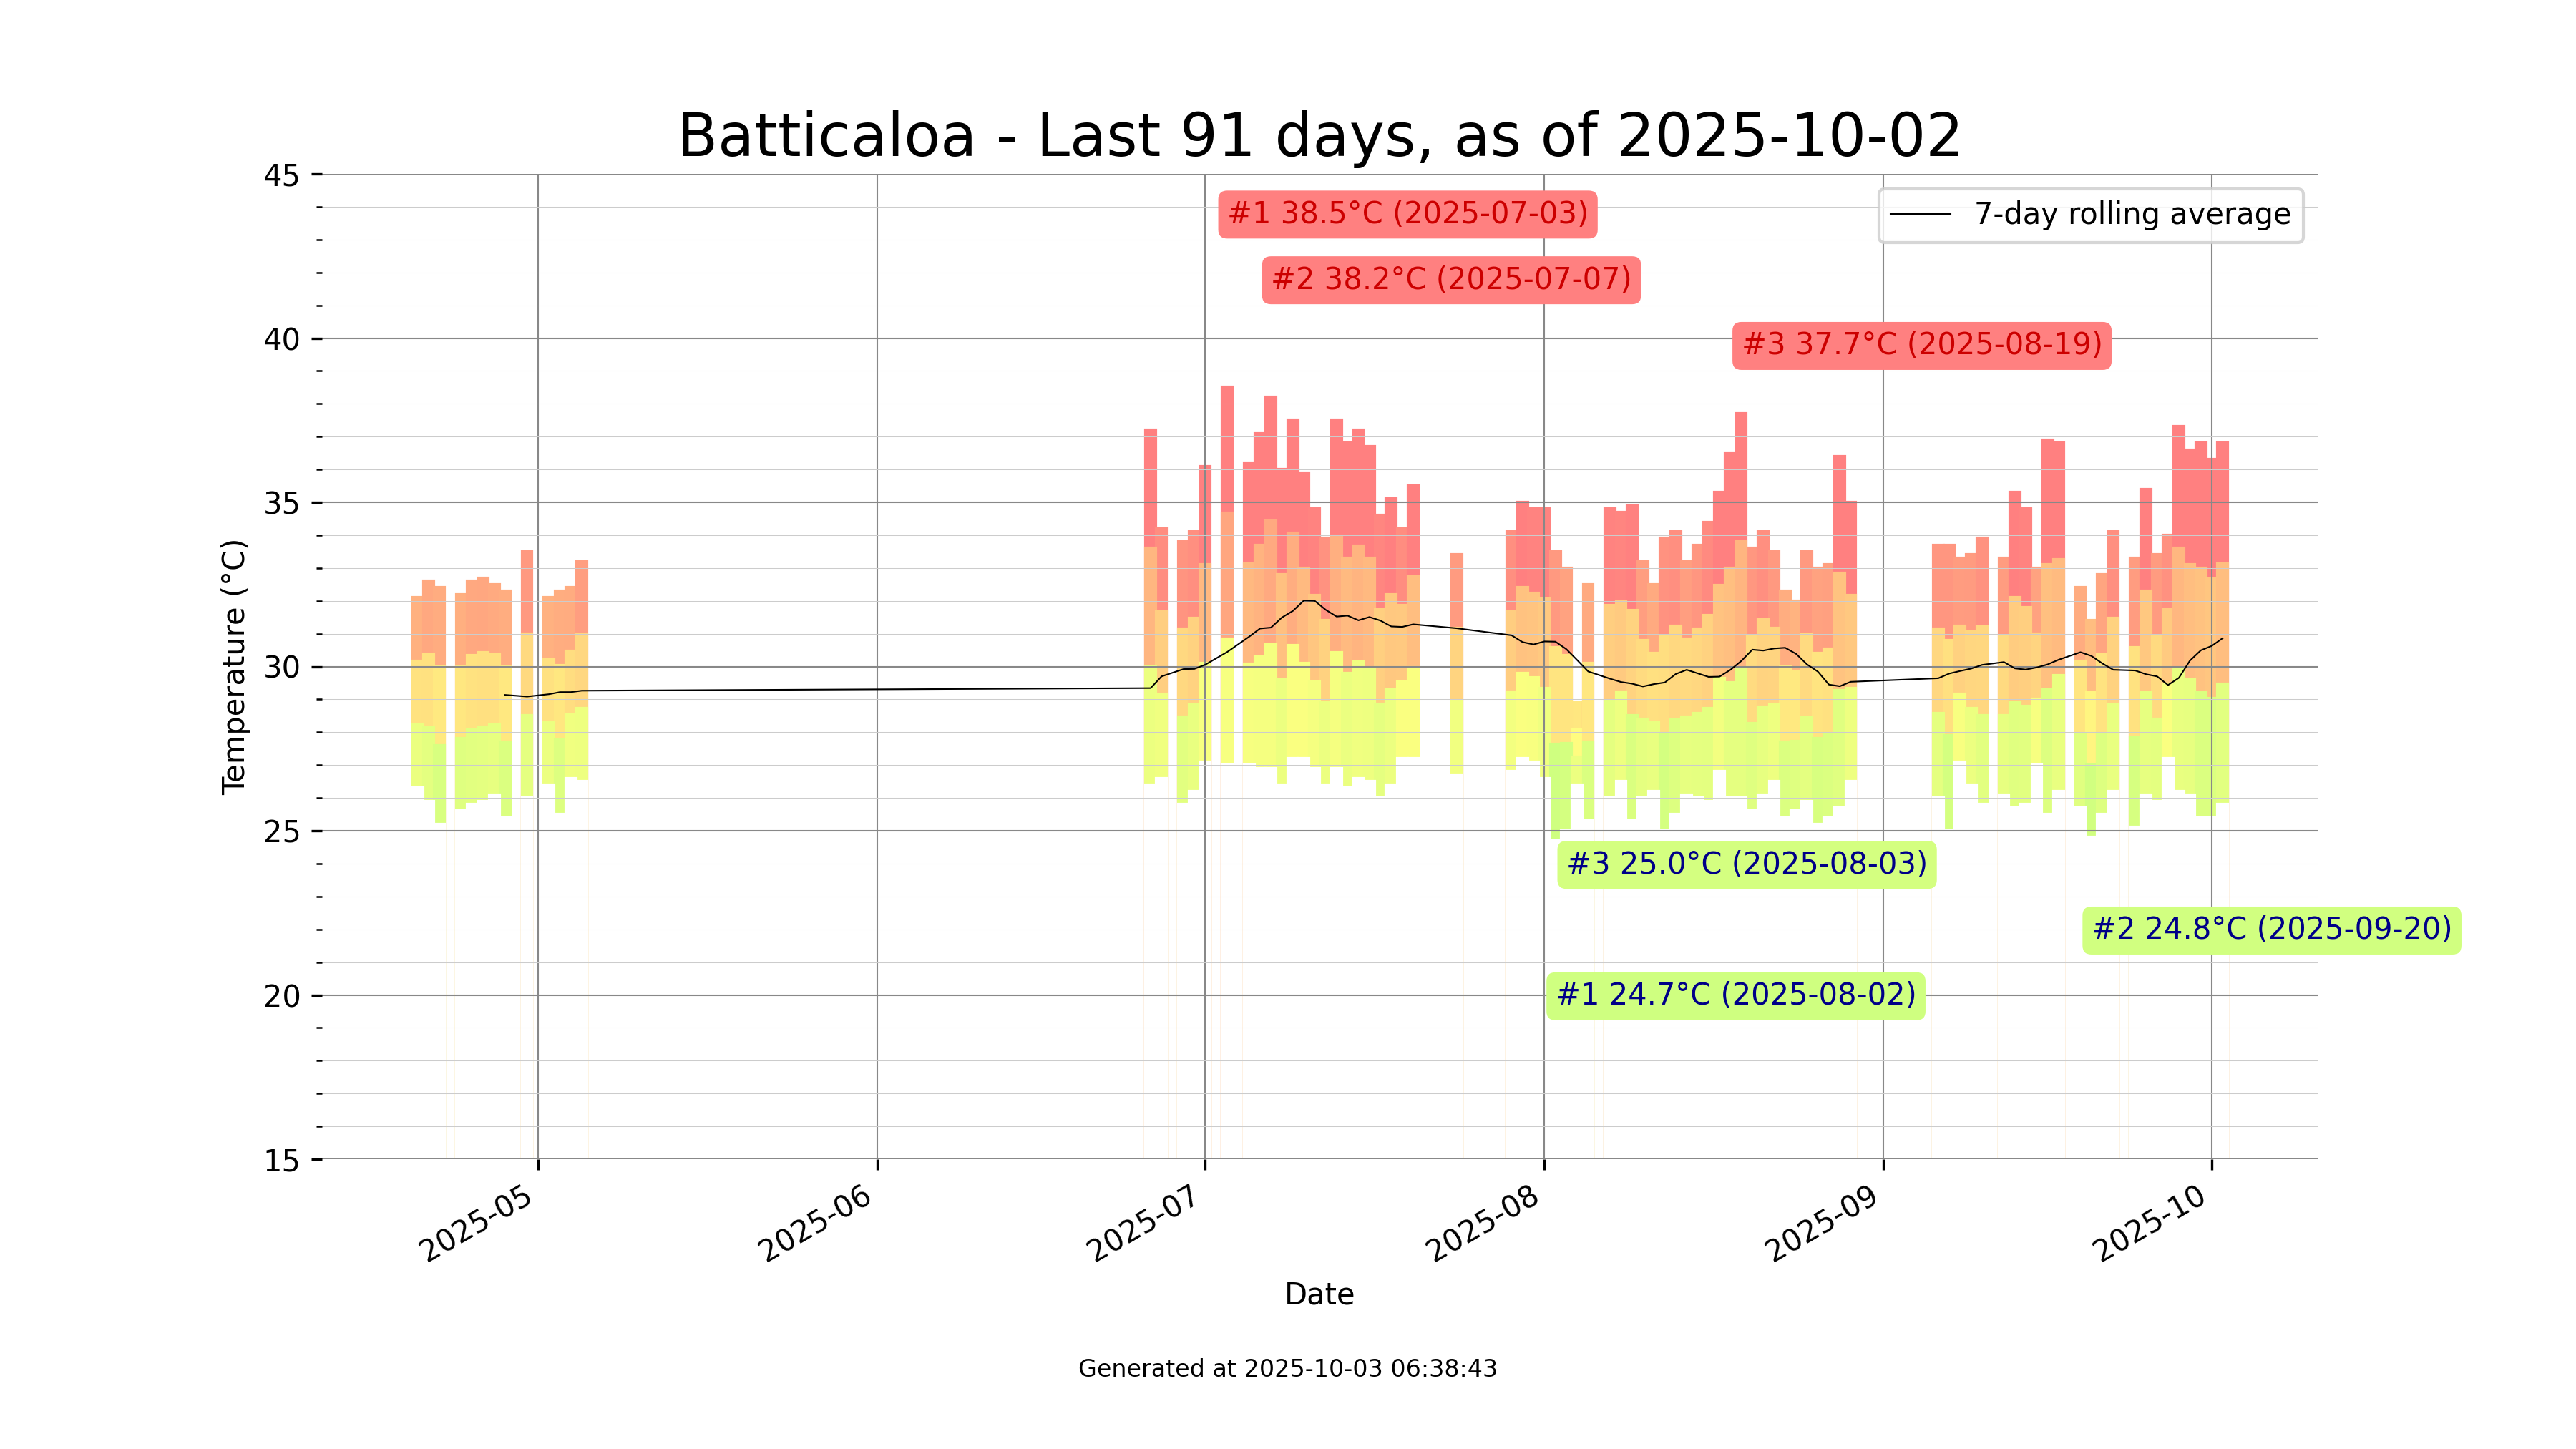 Batticaloa - Last 91 days, as of 2025-10-02
45
40
35
30
25
20
15
Temperature (°C)
#1 38.5°C (2025-07-03)
#2 38.2°C (2025-07-07)
#3 37.7°C (2025-08-19)
7-day rolling average
#3 25.0°C (2025-08-03)
#2 24.8°C (2025-09-20)
#1 24.7°C (2025-08-02)
2025-05
2025-06
2025-07
2025-08
2025-09
2025-10
Date
Generated at 2025-10-03 06:38:43